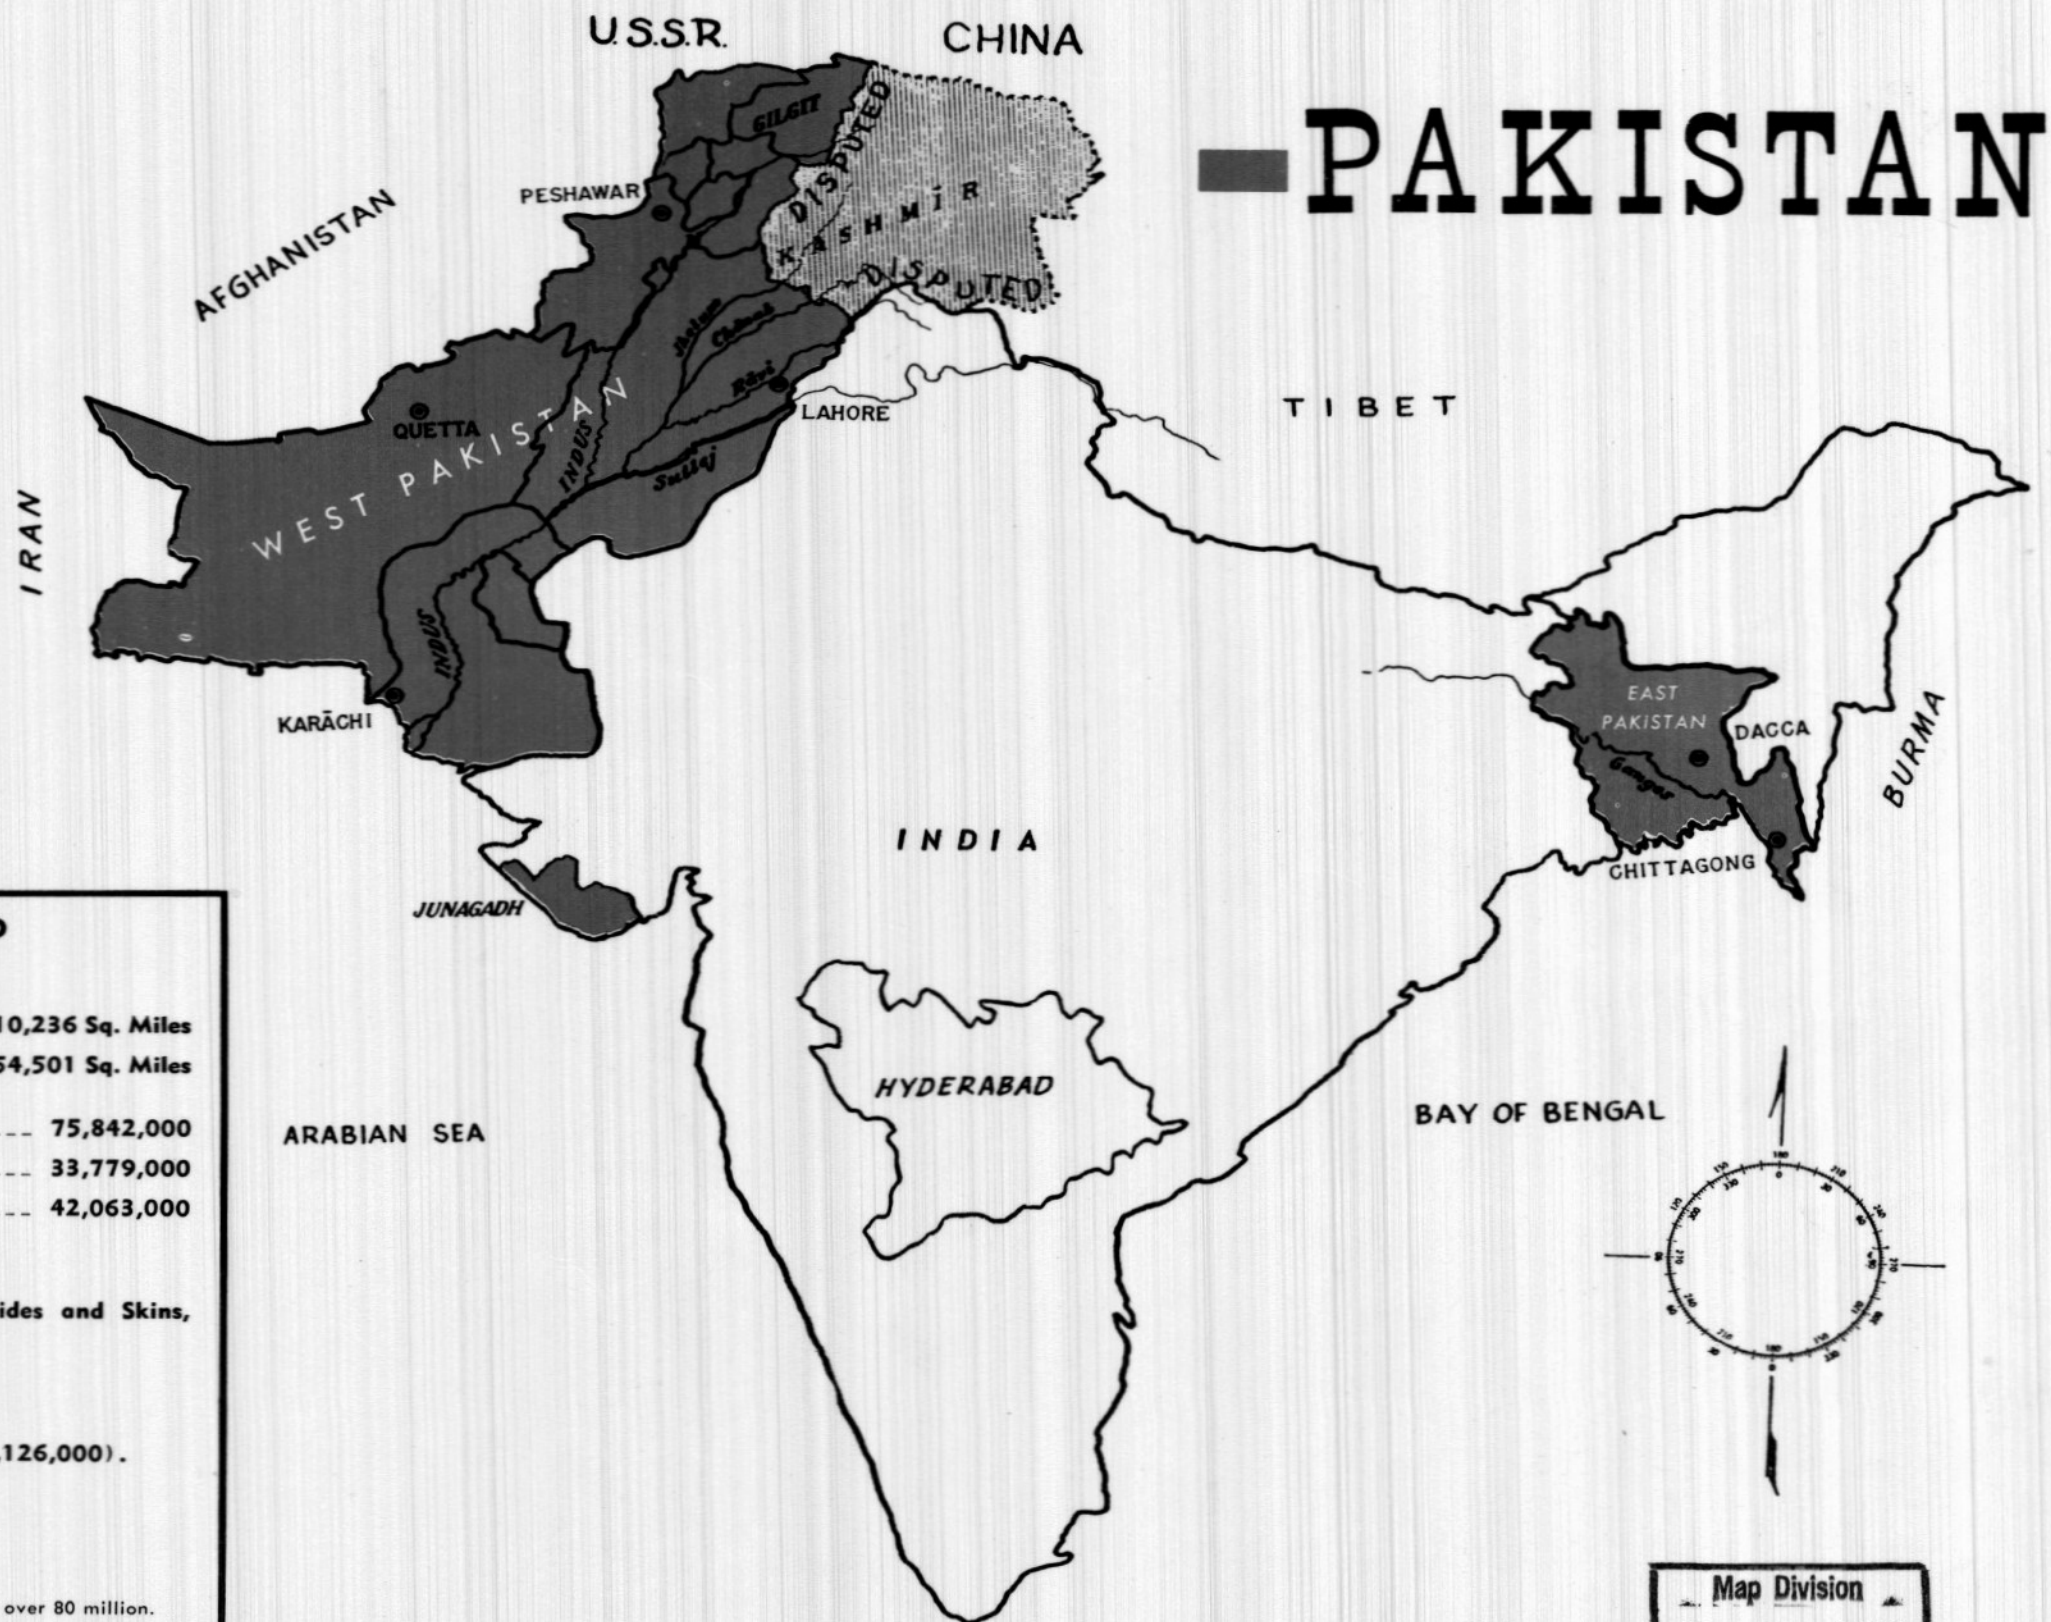 U.S.S.R.
CHINA
PAKISTAN
GILGIT
DISPUTED
PESHAWAR
KASHMIR
DISPUTED
AFGHANISTAN
Jhelum
Chenab
Ravi
LAHORE
TIBET
QUETTA
WEST PAKISTAN
INDUS
Sutlej
IRAN
INDUS
EAST
PAKISTAN
DACCA
KARĀCHI
Ganges
BURMA
INDIA
CHITTAGONG
JUNAGADH
10,236 Sq. Miles
54,501 Sq. Miles
HYDERABAD
75,842,000
33,779,000
42,063,000
ARABIAN SEA
BAY OF BENGAL
ides and Skins,
,126,000).
over 80 million.
Map Division